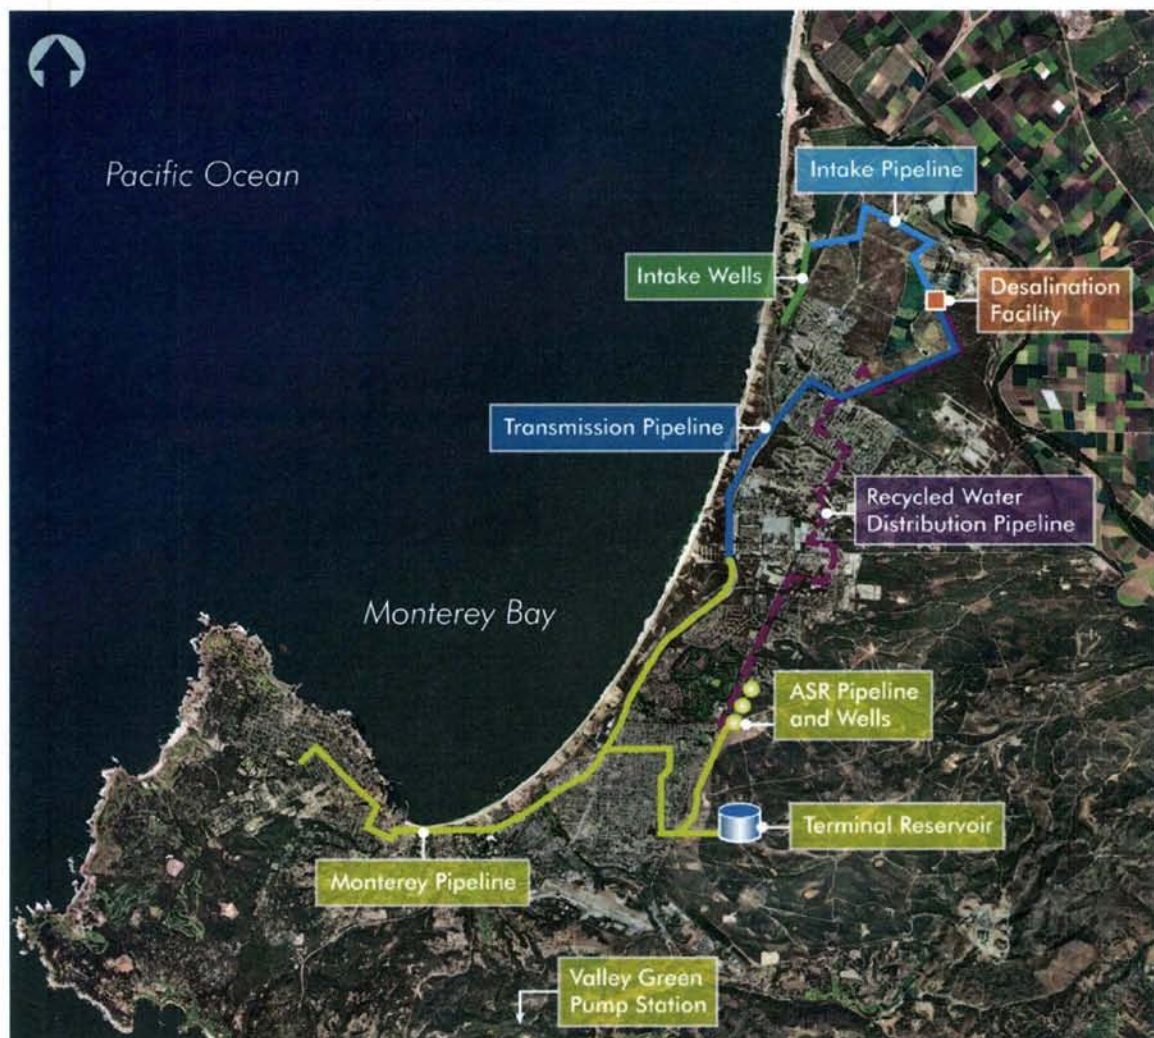 Pacific Ocean
Intake Pipeline
Intake Wells
Desalination
Facility
Transmission Pipeline
Recycled Water
Distribution Pipeline
Monterey Bay
ASR Pipeline
and Wells
Terminal Reservoir
Monterey Pipeline
Valley Green
Pump Station